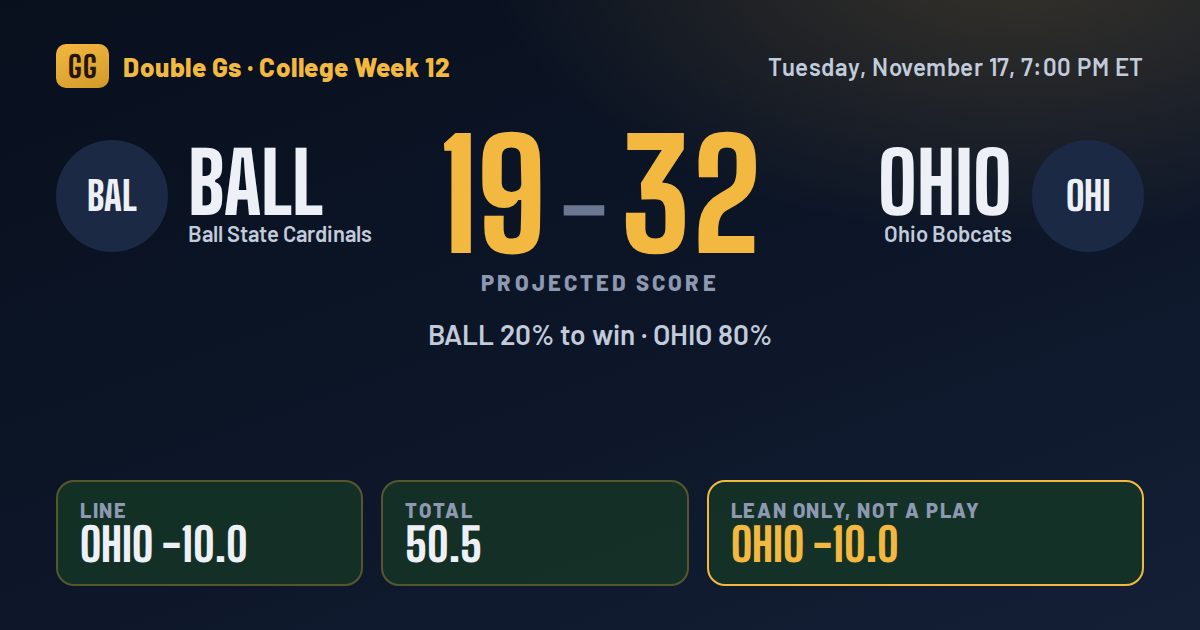 GG Double Gs · College Week 12
Tuesday, November 17, 7:00 PM ET
BAL
BALL
Ball State Cardinals
19 – 32
PROJECTED SCORE
BALL 20% to win · OHIO 80%
OHIO
Ohio Bobcats
OHI
LINE
OHIO −10.0
TOTAL
50.5
LEAN ONLY, NOT A PLAY
OHIO −10.0